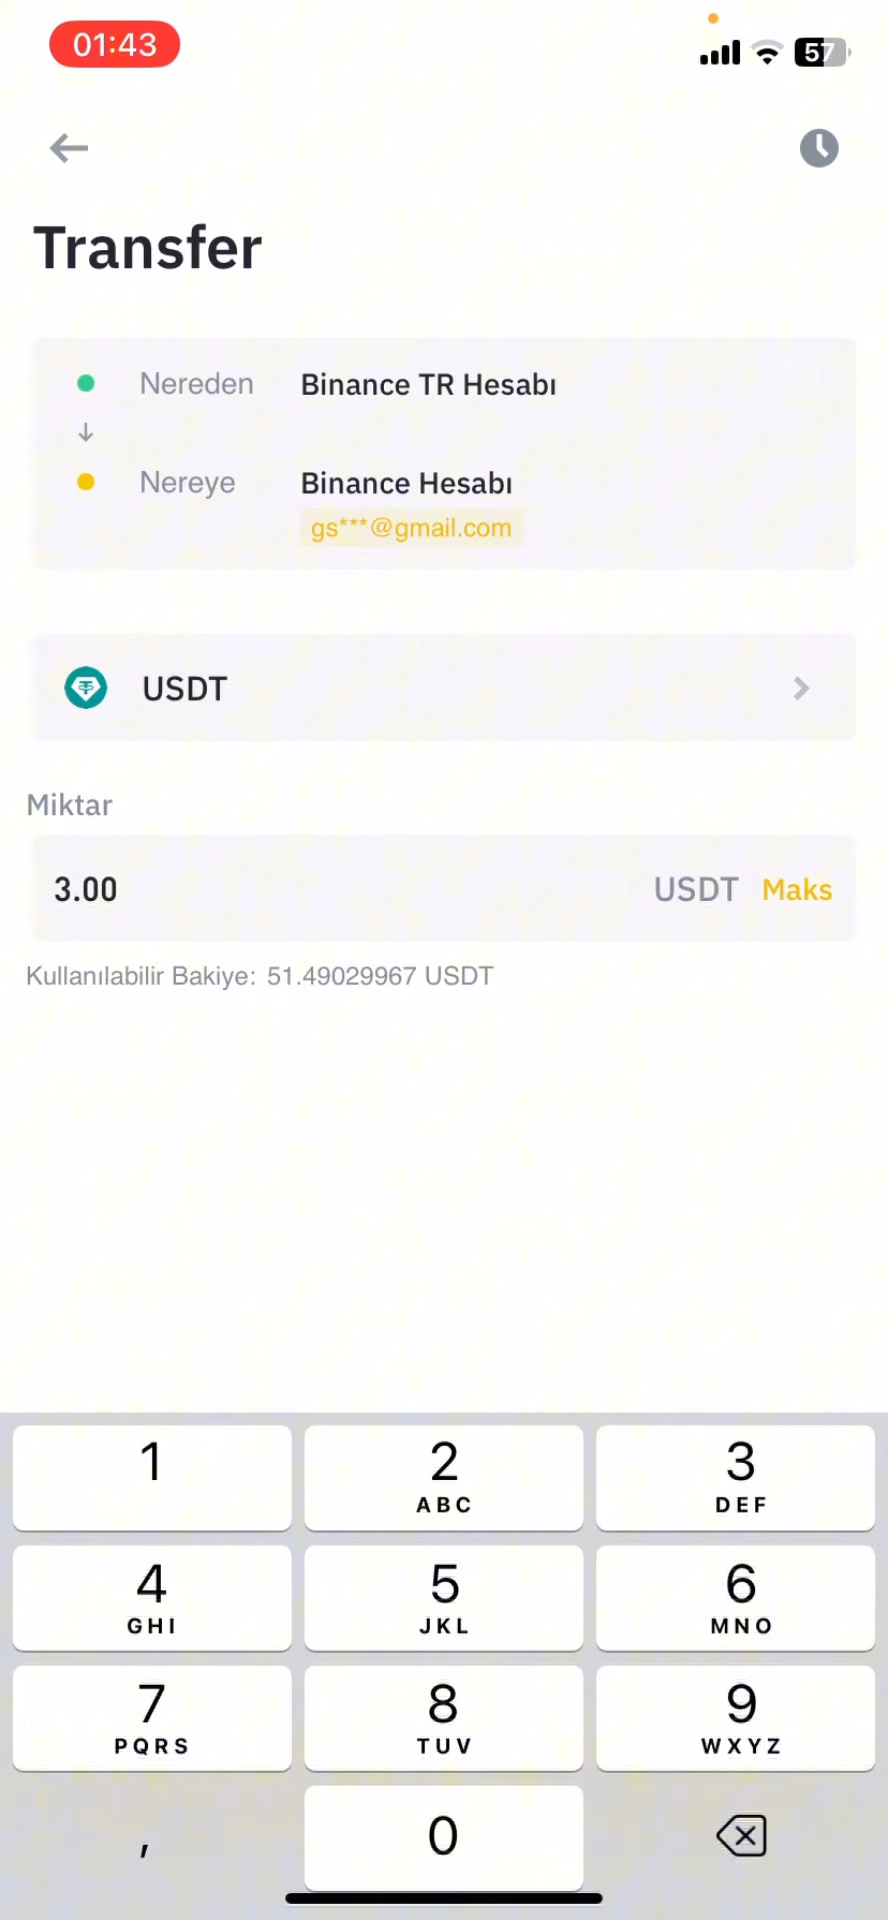 01:43
57
Transfer
Nereden Binance TR Hesabı
Nereye Binance Hesabı
gs***@gmail.com
USDT
Miktar
3.00 USDT Maks
Kullanılabilir Bakiye: 51.49029967 USDT
1 2 3
ABC DEF
4 5 6
GHI JKL MNO
7 8 9
PQRS TUV WXYZ
, 0